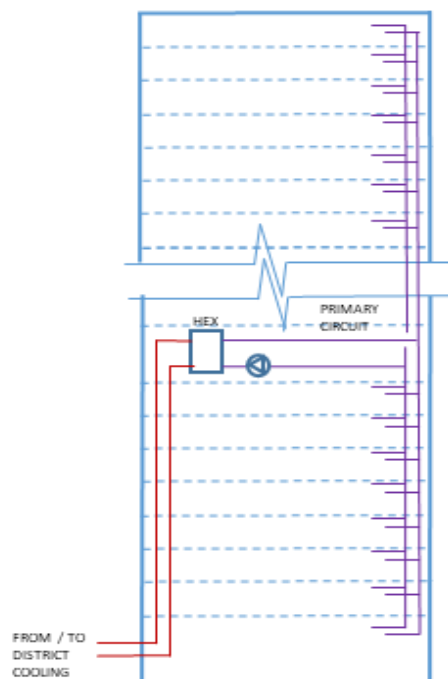 HEX
PRIMARY
CIRCUIT
FROM / TO
DISTRICT
COOLING